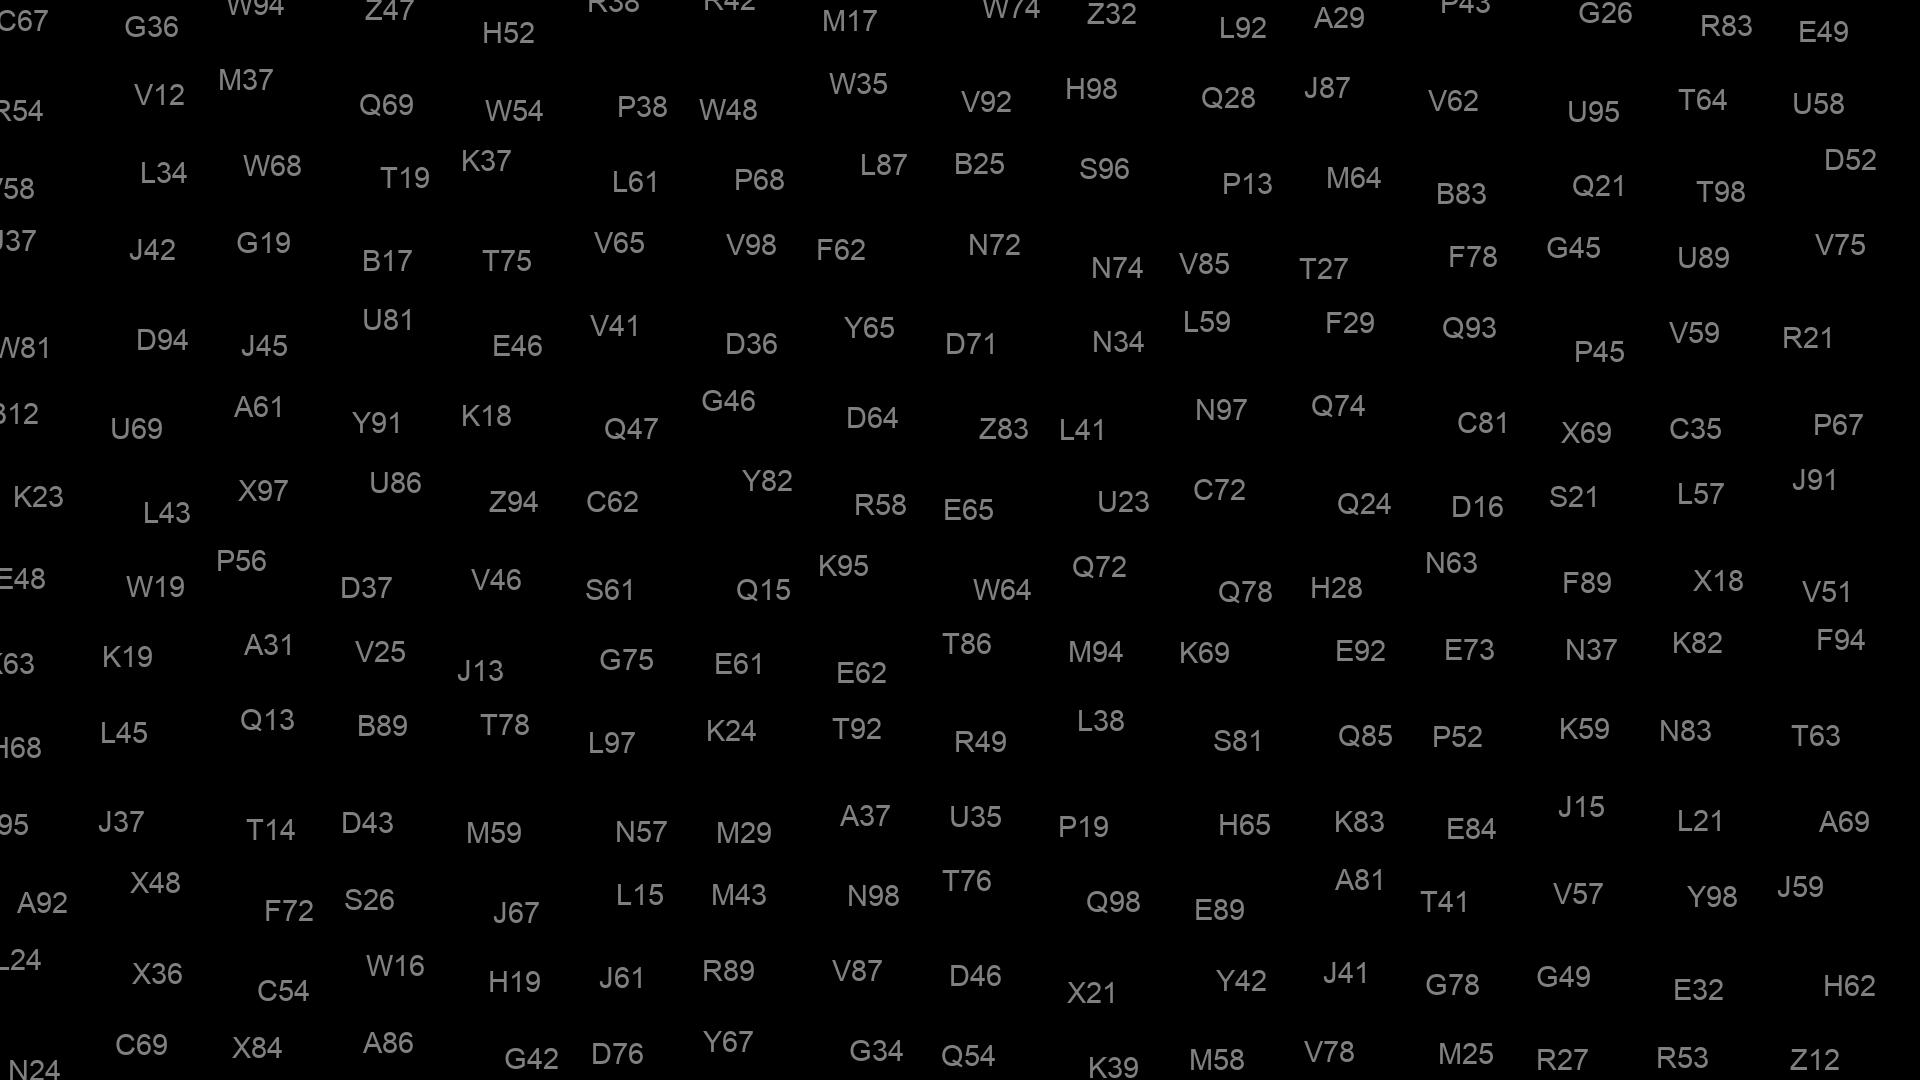 C67 G36 W94 Z47 H52 R38 R42 M17 W74 Z32 L92 A29 P43 G26 R83 E49
R54 V12 M37 Q69 W54 P38 W48 W35 V92 H98 Q28 J87 V62 U95 T64 U58
58 L34 W68 T19 K37 L61 P68 L87 B25 S96 P13 M64 B83 Q21 T98 D52
37 J42 G19 B17 T75 V65 V98 F62 N72 N74 V85 T27 F78 G45 U89 V75
W81 D94 J45 U81 E46 V41 D36 Y65 D71 N34 L59 F29 Q93 P45 V59 R21
B12 U69 A61 Y91 K18 Q47 G46 D64 Z83 L41 N97 Q74 C81 X69 C35 P67
K23 L43 X97 U86 Z94 C62 Y82 R58 E65 U23 C72 Q24 D16 S21 L57 J91
E48 W19 P56 D37 V46 S61 Q15 K95 W64 Q72 Q78 H28 N63 F89 X18 V51
63 K19 A31 V25 J13 G75 E61 E62 T86 M94 K69 E92 E73 N37 K82 F94
H68 L45 Q13 B89 T78 L97 K24 T92 R49 L38 S81 Q85 P52 K59 N83 T63
95 J37 T14 D43 M59 N57 M29 A37 U35 P19 H65 K83 E84 J15 L21 A69
A92 X48 F72 S26 J67 L15 M43 N98 T76 Q98 E89 A81 T41 V57 Y98 J59
L24 X36 C54 W16 H19 J61 R89 V87 D46 X21 Y42 J41 G78 G49 E32 H62
N24 C69 X84 A86 G42 D76 Y67 G34 Q54 K39 M58 V78 M25 R27 R53 Z12